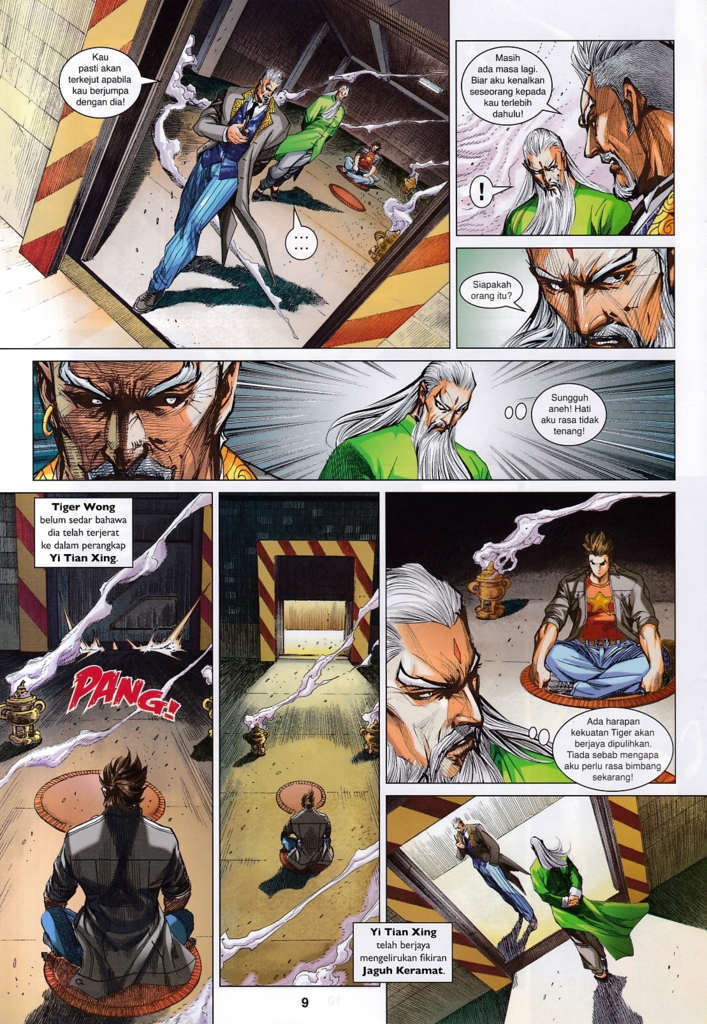 Kau
pasti akan
terkejut apabila
kau berjumpa
dengan dia!
...
...
Masih
ada masa lagi.
Biar aku kenalkan
seseorang kepada
kau terlebih
dahulu!
!
Siapakah
orang itu?
Sungguh
aneh! Hati
aku rasa tidak
tenang!
Tiger Wong
belum sedar bahawa
dia telah terjerat
ke dalam perangkap
Yi Tian Xing.
PANG!
Ada harapan
kekuatan Tiger akan
berjaya dipulihkan.
Tiada sebab mengapa
aku perlu rasa bimbang
sekarang!
Yi Tian Xing
telah berjaya
mengelirukan fikiran
Jaguh Keramat.
9